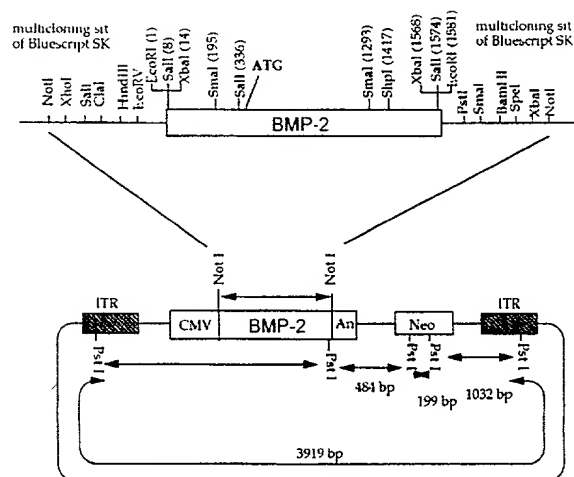 multicloning sit
of Bluescript SK
multicloning sit
of Bluescript SK
NotI
XhoI
SalI
ClaI
HindIII
EcoRV
EcoRI (1)
SalI (8)
XbaI (14)
SmaI (195)
SalI (336)
ATG
SmaI (1293)
ShpI (1417)
XbaI (1568)
SalI (1574)
EcoRI (1581)
PstI
SmaI
BamHI
SpeI
XbaI
NotI
BMP-2
Not I
Not I
ITR
CMV
BMP-2
An
Neo
ITR
Pst I
Pst I
Pst I
Pst I
Pst I
484 bp
199 bp
1032 bp
3919 bp